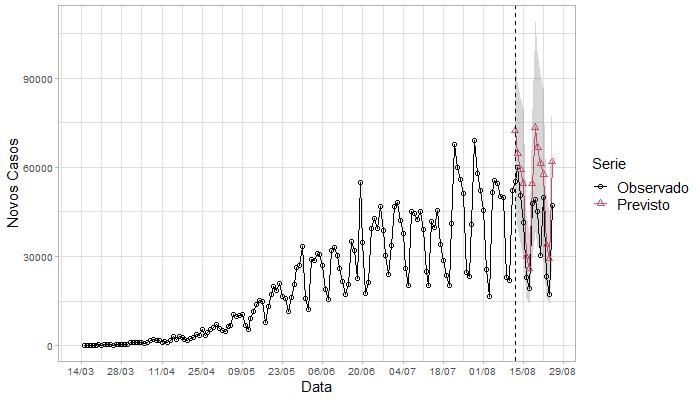 Novos Casos
90000
60000
30000
0
14/03 28/03 11/04 25/04 09/05 23/05 06/06 20/06 04/07 18/07 01/08 15/08 29/08
Data
Serie
Observado
Previsto